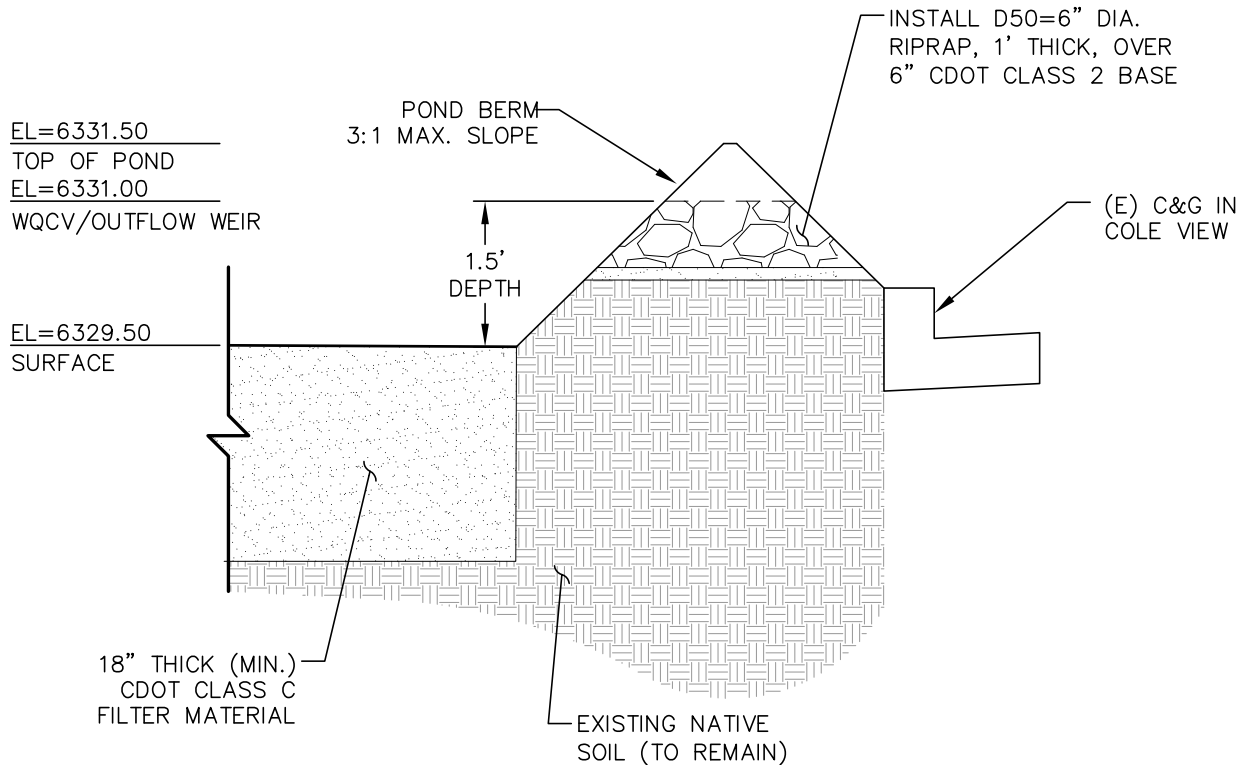 INSTALL D50=6” DIA.
RIPRAP, 1’ THICK, OVER
6” CDOT CLASS 2 BASE
POND BERM
3:1 MAX. SLOPE
EL=6331.50
TOP OF POND
EL=6331.00
WQCV/OUTFLOW WEIR
(E) C&G IN
COLE VIEW
1.5’
DEPTH
EL=6329.50
SURFACE
18” THICK (MIN.)
CDOT CLASS C
FILTER MATERIAL
EXISTING NATIVE
SOIL (TO REMAIN)